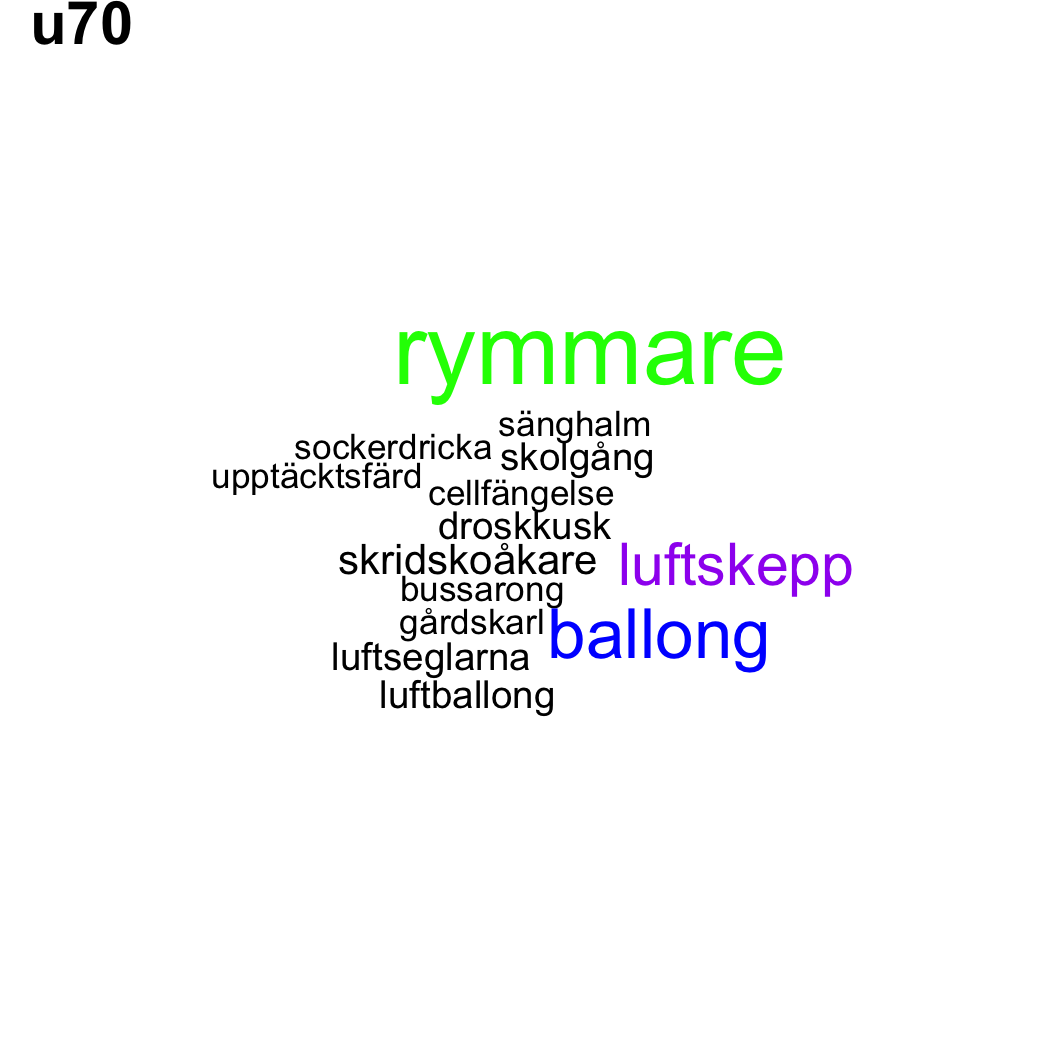 u70
rymmare
sänghalm
sockerdricka
skolgång
upptäcktsfärd
cellfängelse
droskkusk
skridskoåkare
luftskepp
bussarong
gårdskarl
ballong
luftseglarna
luftballong